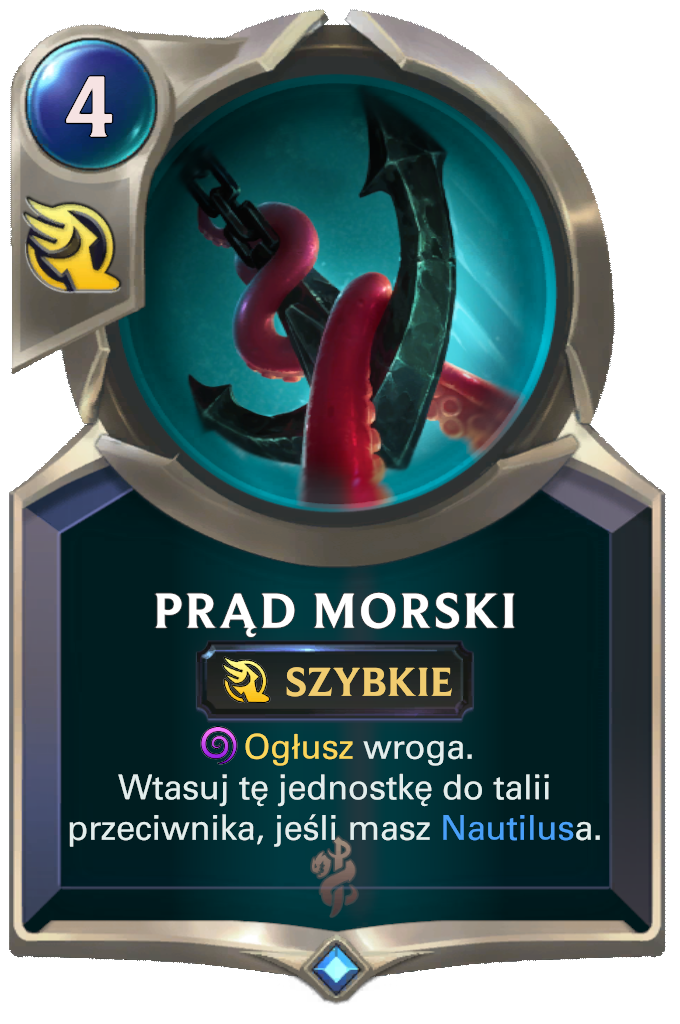 4
PRĄD MORSKI
SZYBKIE
Ogłusz wroga.
Wtasuj tę jednostkę do talii
przeciwnika, jeśli masz Nautilusa.